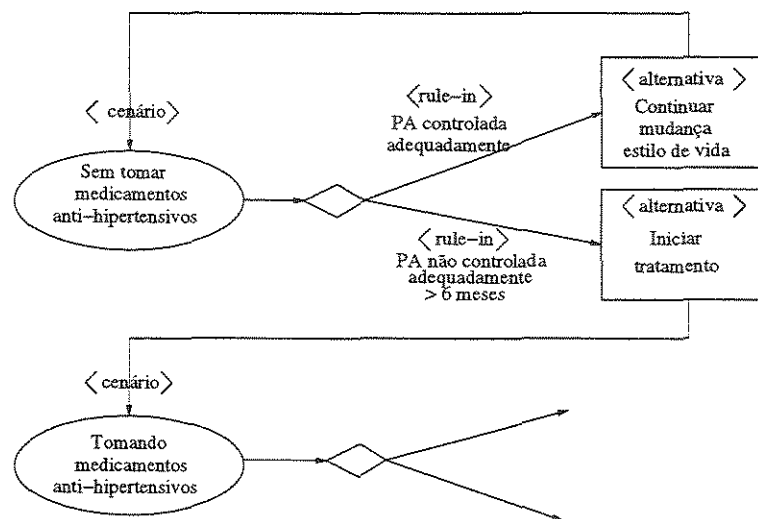 〈 cenário〉
Sem tomar
medicamentos
anti−hipertensivos
〈rule−in〉
PA controlada
adequadamente
〈 alternativa 〉
Continuar
mudança
estilo de vida
〈rule−in〉
PA não controlada
adequadamente
> 6 meses
〈 alternativa 〉
Iniciar
tratamento
〈 cenário〉
Tomando
medicamentos
anti−hipertensivos